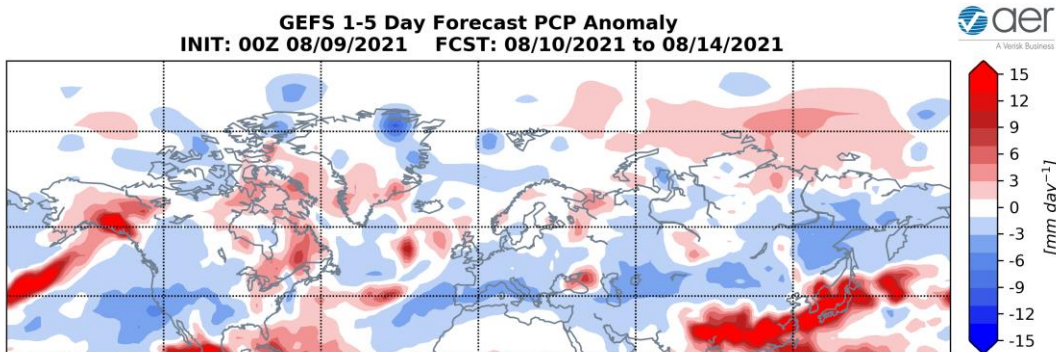 GEFS 1-5 Day Forecast PCP Anomaly
INIT: 00Z 08/09/2021 FCST: 08/10/2021 to 08/14/2021
aer
A Verisk Business
15
12
9
6
3
0
-3
-6
-9
-12
-15
[mm day⁻¹]